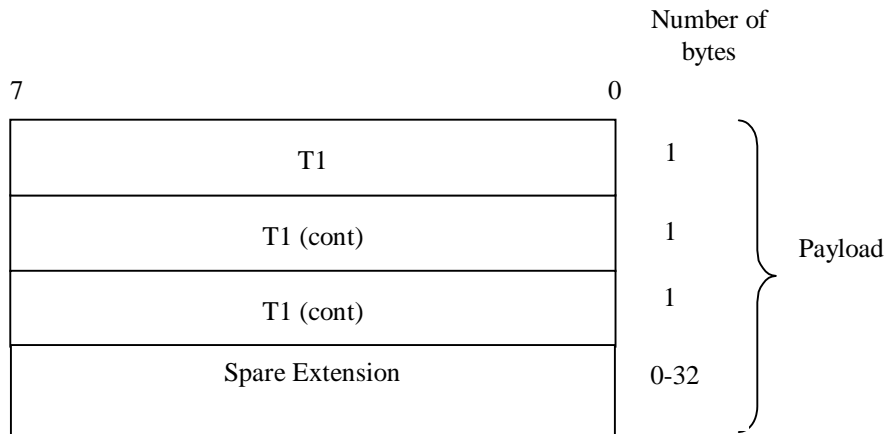 Number of
bytes
7 0
T1 1
T1 (cont) 1
Payload
T1 (cont) 1
Spare Extension 0-32